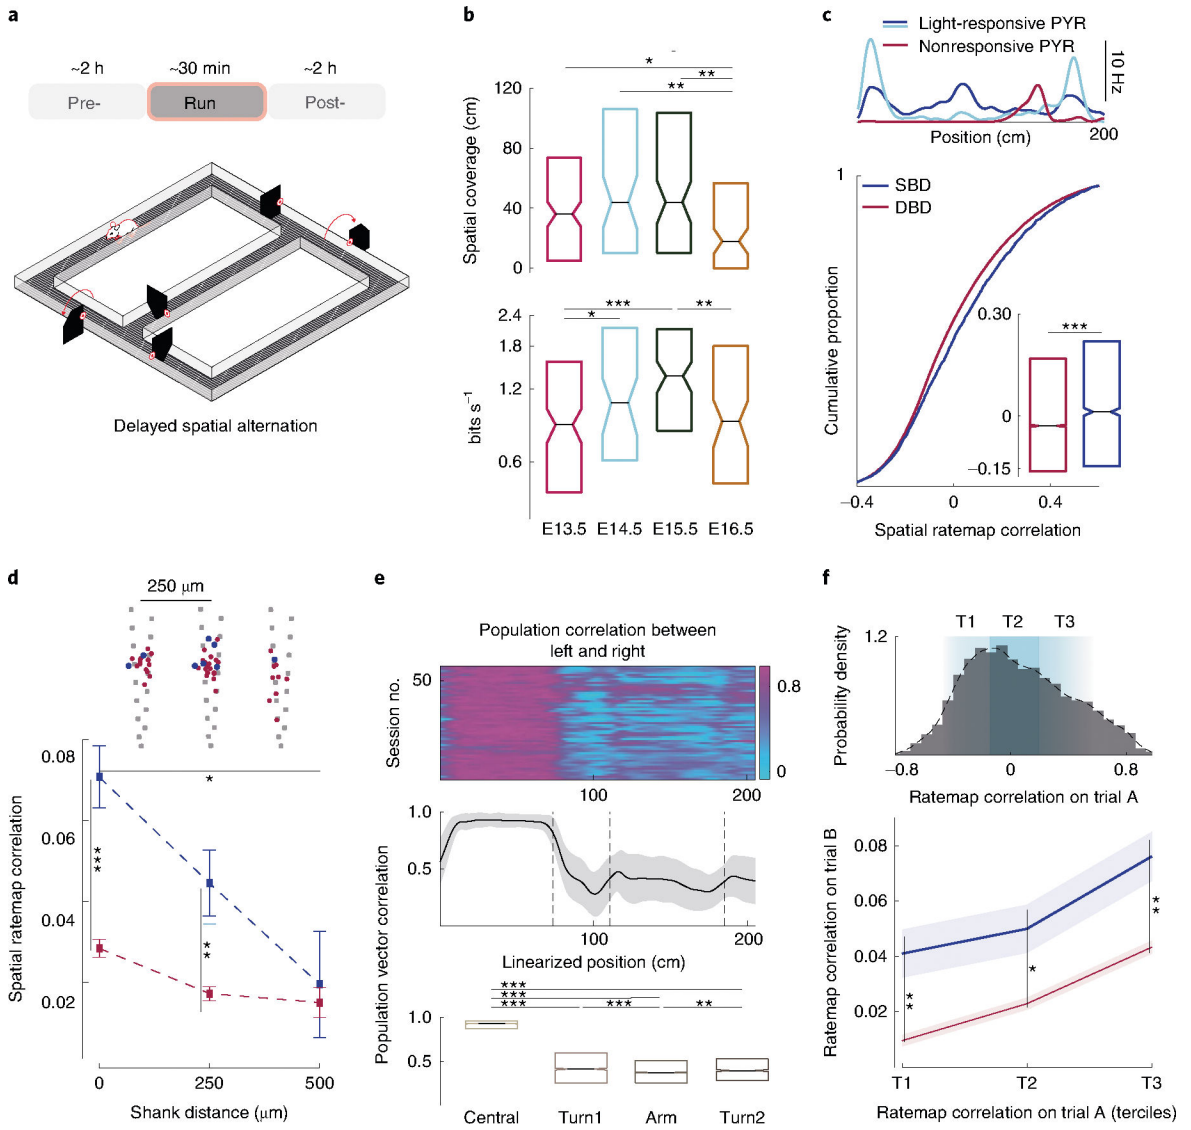 a
~2 h
~30 min
~2 h
Pre-
Run
Post-
Delayed spatial alternation
b
*
**
**
Spatial coverage (cm)
120
80
40
0
***
*
**
bits s⁻¹
2.4
1.8
1.2
0.6
E13.5
E14.5
E15.5
E16.5
c
Light-responsive PYR
Nonresponsive PYR
10 Hz
Position (cm)
200
Cumulative proportion
1
SBD
DBD
0.30
***
0
−0.15
−0.4
0
0.4
Spatial ratemap correlation
d
250 μm
Spatial ratemap correlation
0.08
0.06
0.04
0.02
*
***
**
0
250
500
Shank distance (μm)
e
Population correlation between
left and right
Session no.
50
0.8
0
100
200
Population vector correlation
1.0
0.5
100
200
Linearized position (cm)
***
***
***
***
**
1.0
0.5
Central
Turn1
Arm
Turn2
f
T1
T2
T3
Probability density
1.2
0
−0.8
0
0.8
Ratemap correlation on trial A
Ratemap correlation on trial B
0.08
0.06
0.04
0.02
**
*
**
T1
T2
T3
Ratemap correlation on trial A (terciles)